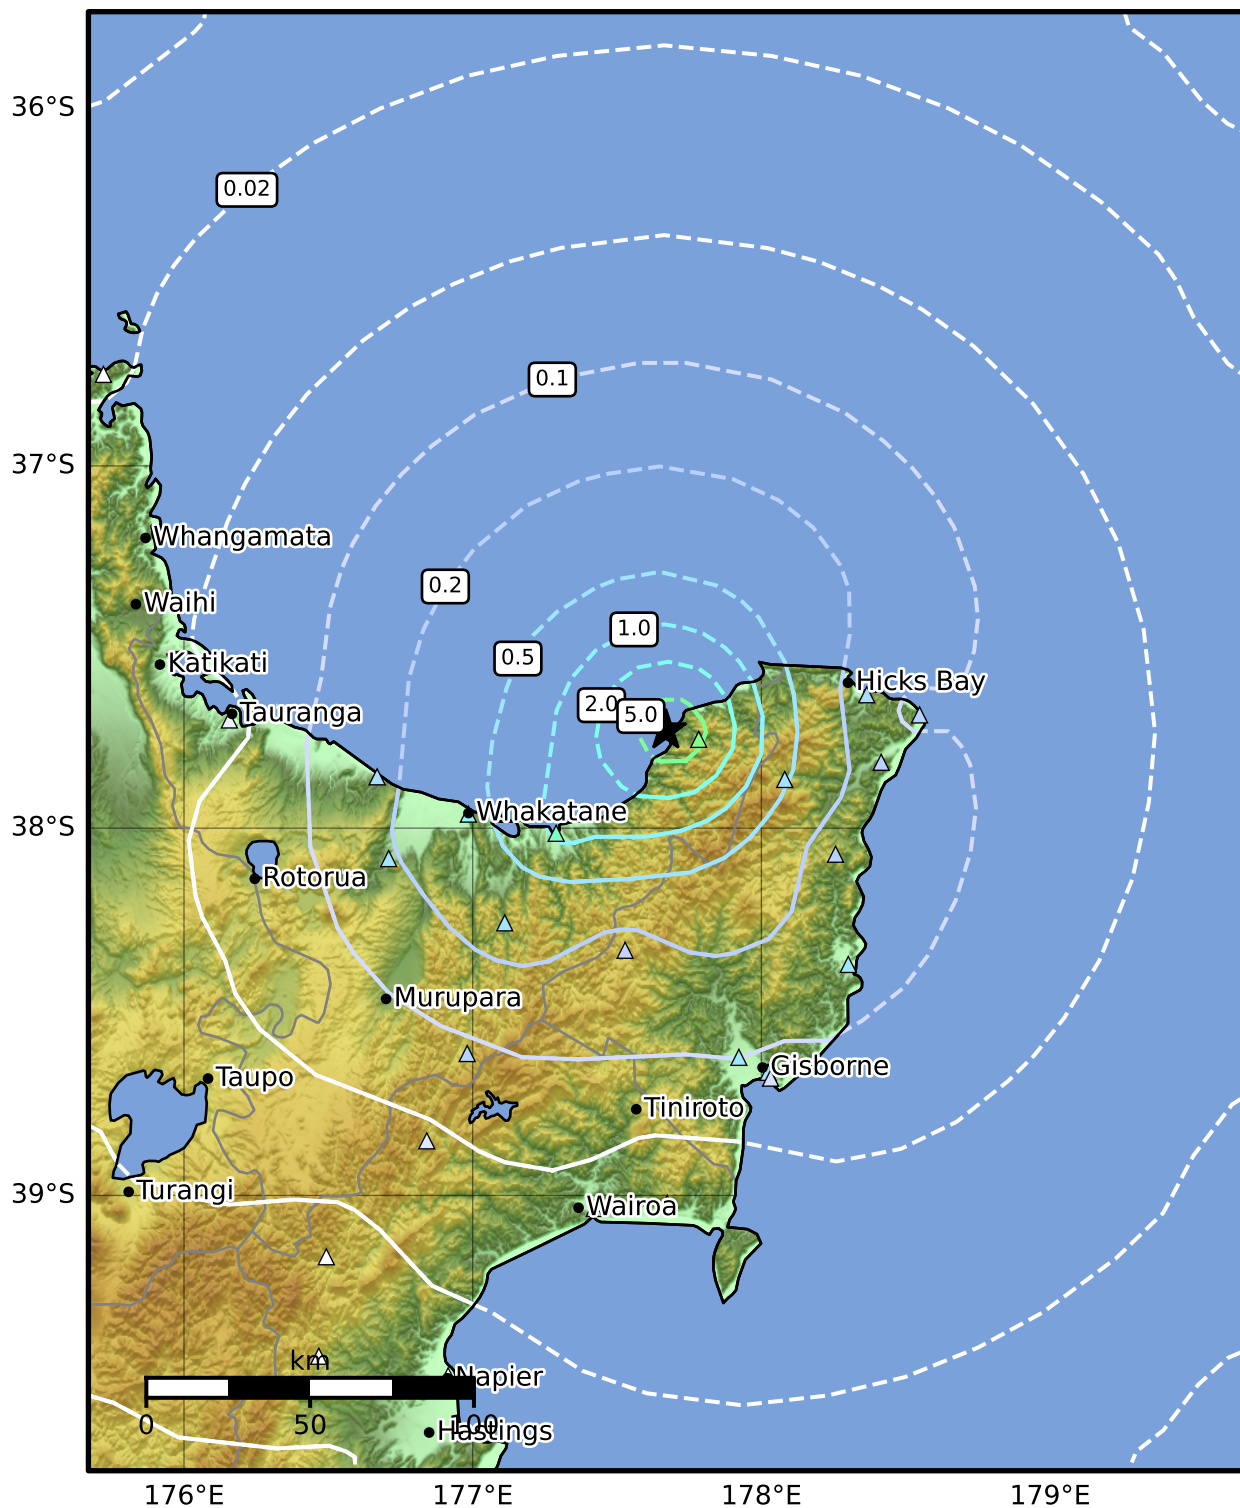 36°S
0.02
0.1
37°S
Whangamata
0.2
Waihi
1.0
0.5
Katikati
Hicks Bay
2.0
5.0
Tauranga
Whakatane
38°S
Rotorua
Murupara
Gisborne
Taupo
Tiniroto
39°S
Turangi
Wairoa
km
Napier
0
50
100
Hastings
176°E
177°E
178°E
179°E